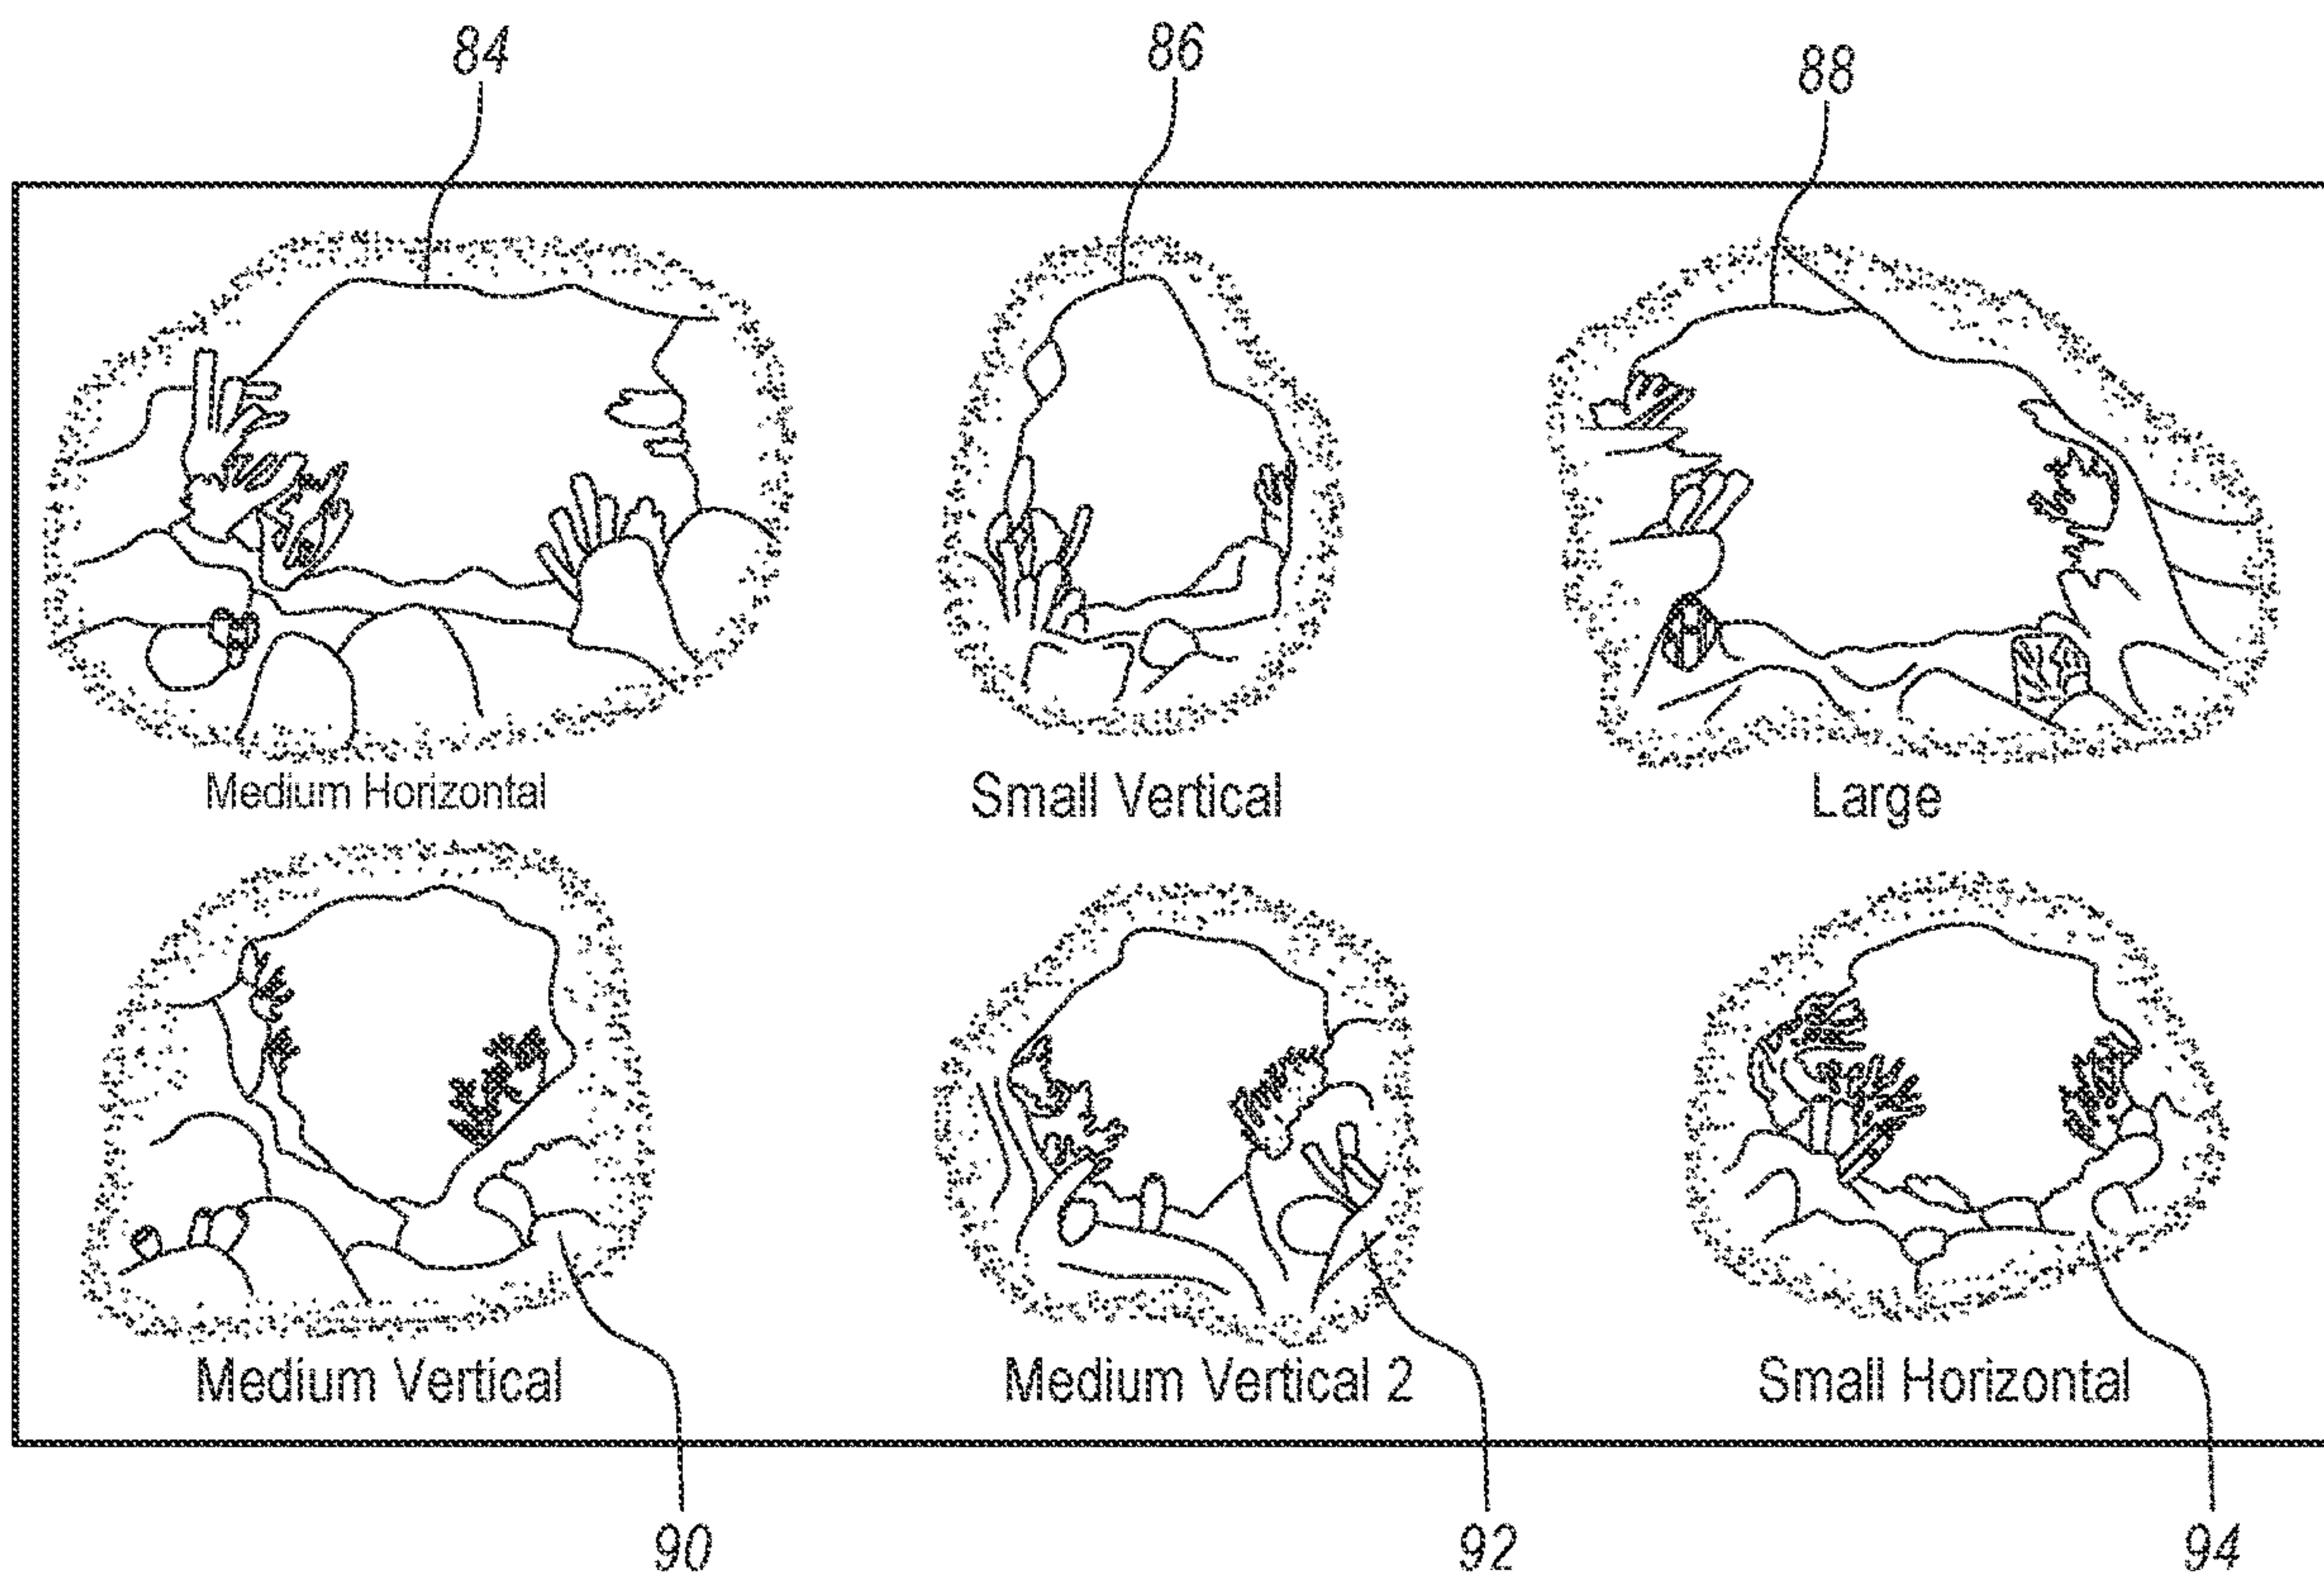 84
86
88
Medium Horizontal
Small Vertical
Large
Medium Vertical
Medium Vertical 2
Small Horizontal
90
92
94